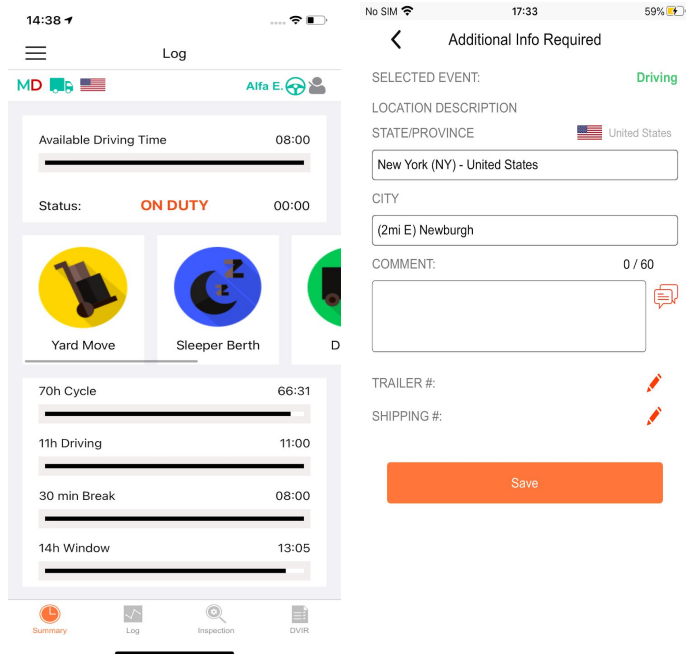 14:38
Log
MD
Alfa E.
Available Driving Time 08:00
Status: ON DUTY 00:00
Z
Z
Yard Move Sleeper Berth D
70h Cycle 66:31
11h Driving 11:00
30 min Break 08:00
14h Window 13:05
Summary Log Inspection DVIR
No SIM 17:33 59%
Additional Info Required
SELECTED EVENT: Driving
LOCATION DESCRIPTION
STATE/PROVINCE United States
New York (NY) - United States
CITY
(2mi E) Newburgh
COMMENT: 0 / 60
TRAILER #:
SHIPPING #:
Save